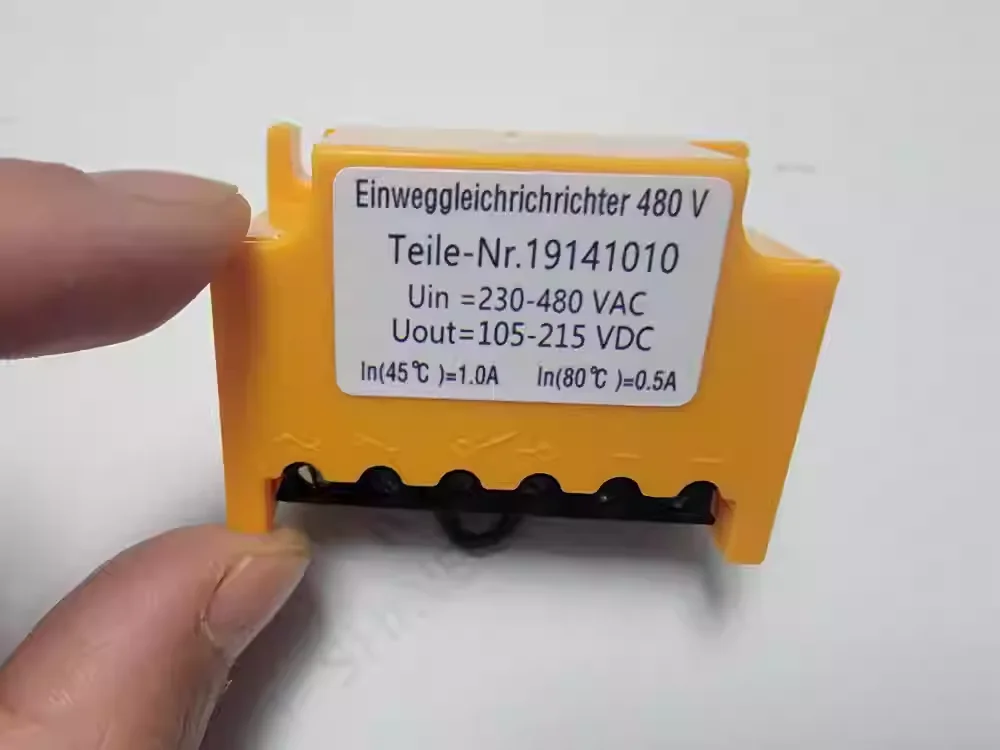 Einweggleichrichrichter 480 V
Teile-Nr.19141010
Uin =230-480 VAC
Uout=105-215 VDC
In(45℃ )=1.0A In(80℃ )=0.5A